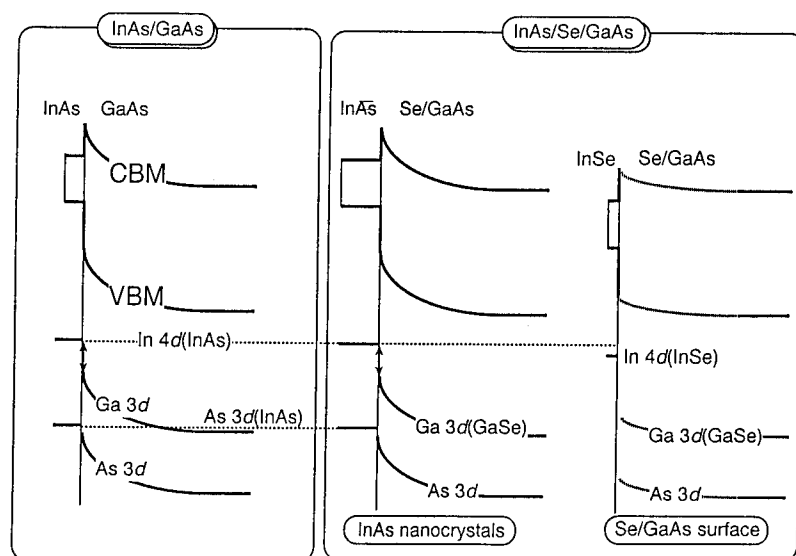 InAs/GaAs
InAs GaAs
CBM
VBM
In 4d(InAs)
Ga 3d
As 3d(InAs)
As 3d
InAs/Se/GaAs
InAs Se/GaAs
Ga 3d(GaSe)
As 3d
InAs nanocrystals
InSe Se/GaAs
In 4d(InSe)
Ga 3d(GaSe)
As 3d
Se/GaAs surface